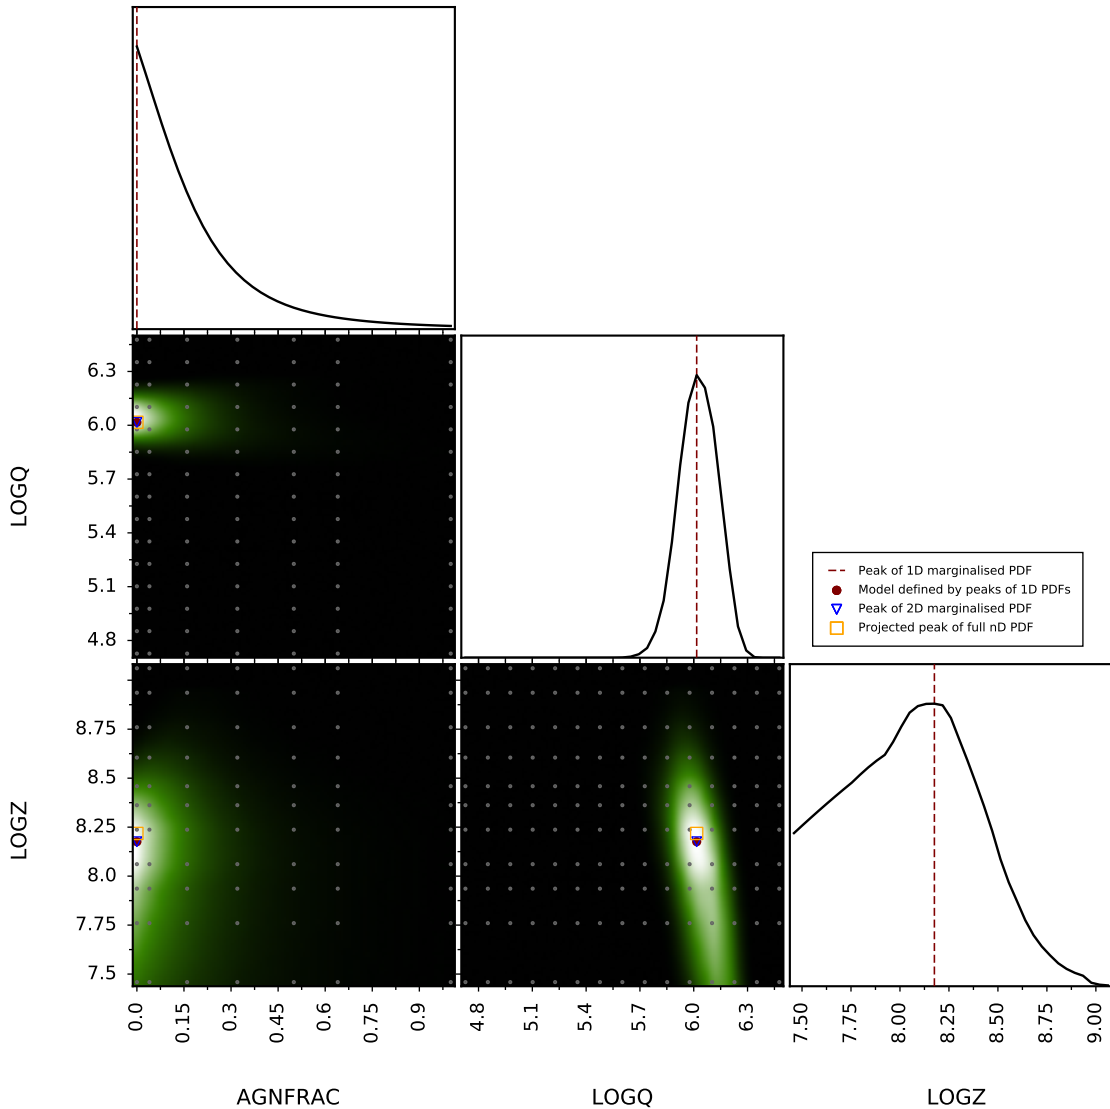 6.3
6.0
5.7
5.4
5.1
4.8
LOGQ
Peak of 1D marginalised PDF
Model defined by peaks of 1D PDFs
Peak of 2D marginalised PDF
Projected peak of full nD PDF
8.75
8.5
8.25
8.0
7.75
7.5
LOGZ
0.0 0.15 0.3 0.45 0.6 0.75 0.9
4.8 5.1 5.4 5.7 6.0 6.3
7.50 7.75 8.00 8.25 8.50 8.75 9.00
AGNFRAC
LOGQ
LOGZ